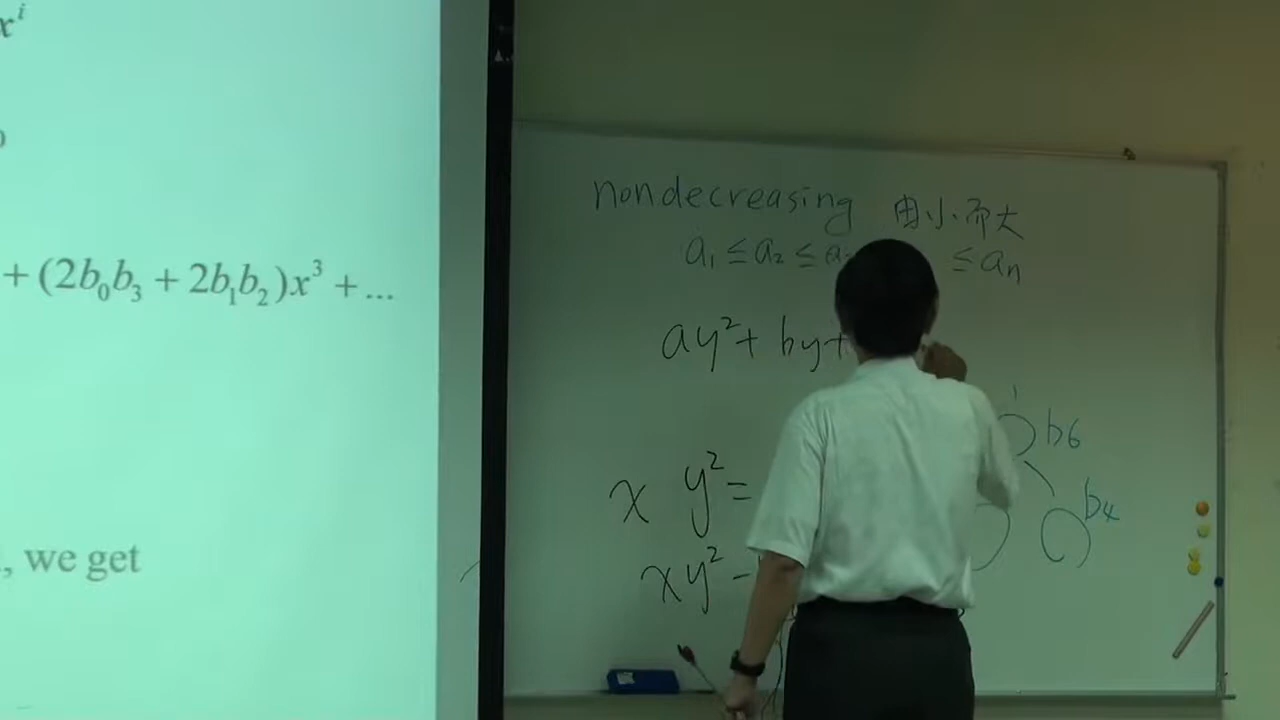 xⁱ
+ (2b₀b₃ + 2b₁b₂)x³ + ...
, we get
nondecreasing 由小而大
a₁ ≤ a₂ ≤ a ≤ aₙ
ay² + by +
b6
x y² =
b4
xy² -